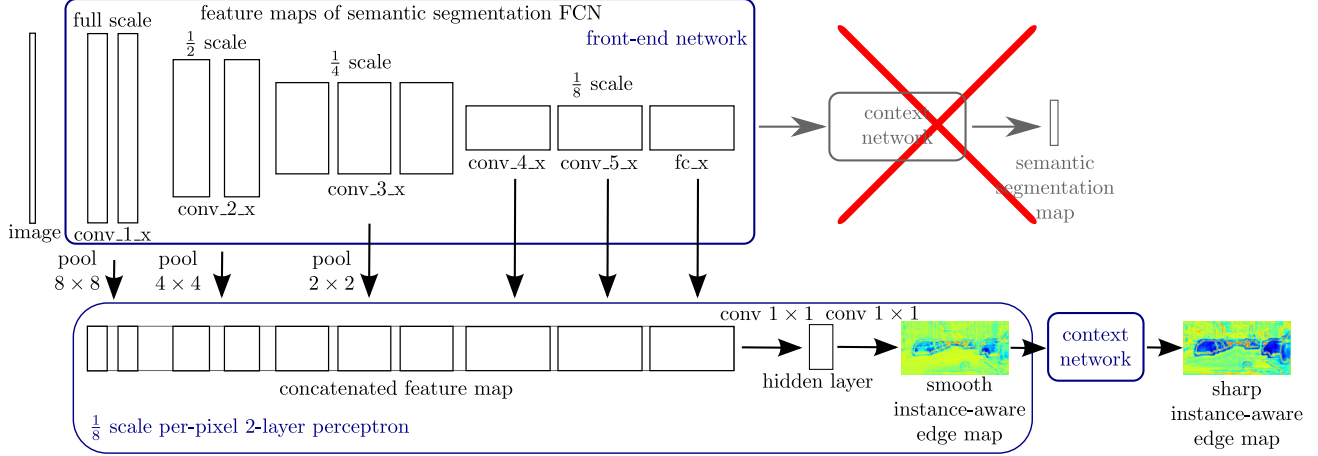 feature maps of semantic segmentation FCN
full scale
front-end network
1/2 scale
1/4 scale
1/8 scale
context
network
semantic
segmentation
map
conv_4_x
conv_5_x
fc_x
conv_3_x
conv_2_x
image
conv_1_x
pool
8 × 8
pool
4 × 4
pool
2 × 2
conv 1 × 1
conv 1 × 1
hidden layer
concatenated feature map
smooth
instance-aware
edge map
context
network
sharp
instance-aware
edge map
1/8 scale per-pixel 2-layer perceptron